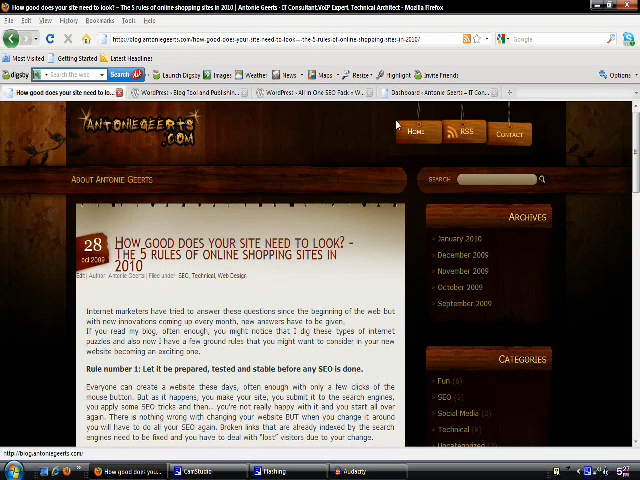 How good does your site need to look? – The 5 rules of online shopping sites in 2010 | Antonie Geerts - IT Consultant, VoIP Expert, Technical Architect - Mozilla Firefox
File Edit View History Bookmarks Tools Help
http://blog.antoniegeerts.com/how-good-does-your-site-need-to-look---the-5-rules-of-online-shopping-sites-in-2010/
Google
Most Visited Getting Started Latest Headlines
digsby Search the web Search Launch Digsby Images Weather News Maps Resize Highlight Invite Friends Options
How good does your site need to lo... WordPress › Blog Tool and Publishin... WordPress › All in One SEO Pack « W... Dashboard ‹ Antonie Geerts – IT Con...
ANTONIEGEERTS
.COM
HOME RSS CONTACT
ABOUT ANTONIE GEERTS
SEARCH
28
oct 2009
HOW GOOD DOES YOUR SITE NEED TO LOOK? –
THE 5 RULES OF ONLINE SHOPPING SITES IN
2010
Edit | Author: Antonie Geerts | Filed under: SEO, Technical, Web Design
Internet marketers have tried to answer these questions since the beginning of the web but
with new innovations coming up every month, new answers have to be given.
If you read my blog, often enough, you might notice that I dig these types of internet
puzzles and also now I have a few ground rules that you might want to consider in your new
website becoming an exciting one.
Rule number 1: Let it be prepared, tested and stable before any SEO is done.
Everyone can create a website these days, often enough with only a few clicks of the
mouse button. But as it happens, you make your site, you submit it to the search engines,
you apply some SEO tricks and then... you're not really happy with it and you start all over
again. There is nothing wrong with changing your website BUT when you change it around
you will have to do all your SEO again. Broken links that are already indexed by the search
engines need to be fixed and you have to deal with "lost" visitors due to your change.
ARCHIVES
January 2010
December 2009
November 2009
October 2009
September 2009
CATEGORIES
Fun (6)
SEO (5)
Social Media (2)
Technical (8)
Uncategorized
http://blog.antoniegeerts.com/
How good does you... CamStudio Flashing Audacity